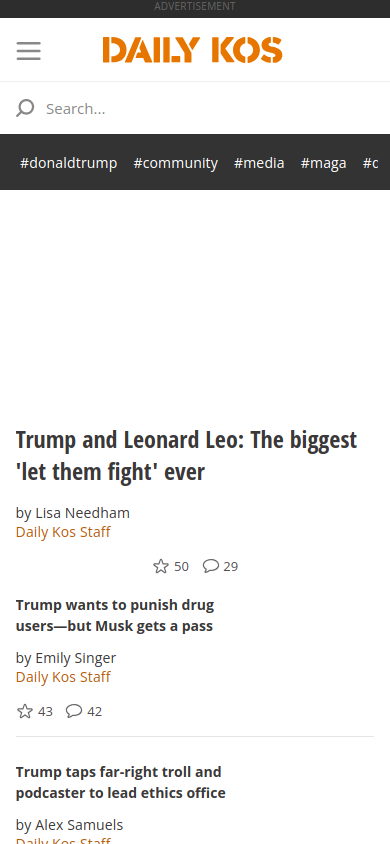 ADVERTISEMENT
DAILY KOS
Search...
#donaldtrump #community #media #maga
Trump and Leonard Leo: The biggest
'let them fight' ever
by Lisa Needham
Daily Kos Staff
50 29
Trump wants to punish drug
users—but Musk gets a pass
by Emily Singer
Daily Kos Staff
43 42
Trump taps far-right troll and
podcaster to lead ethics office
by Alex Samuels
Daily Kos Staff